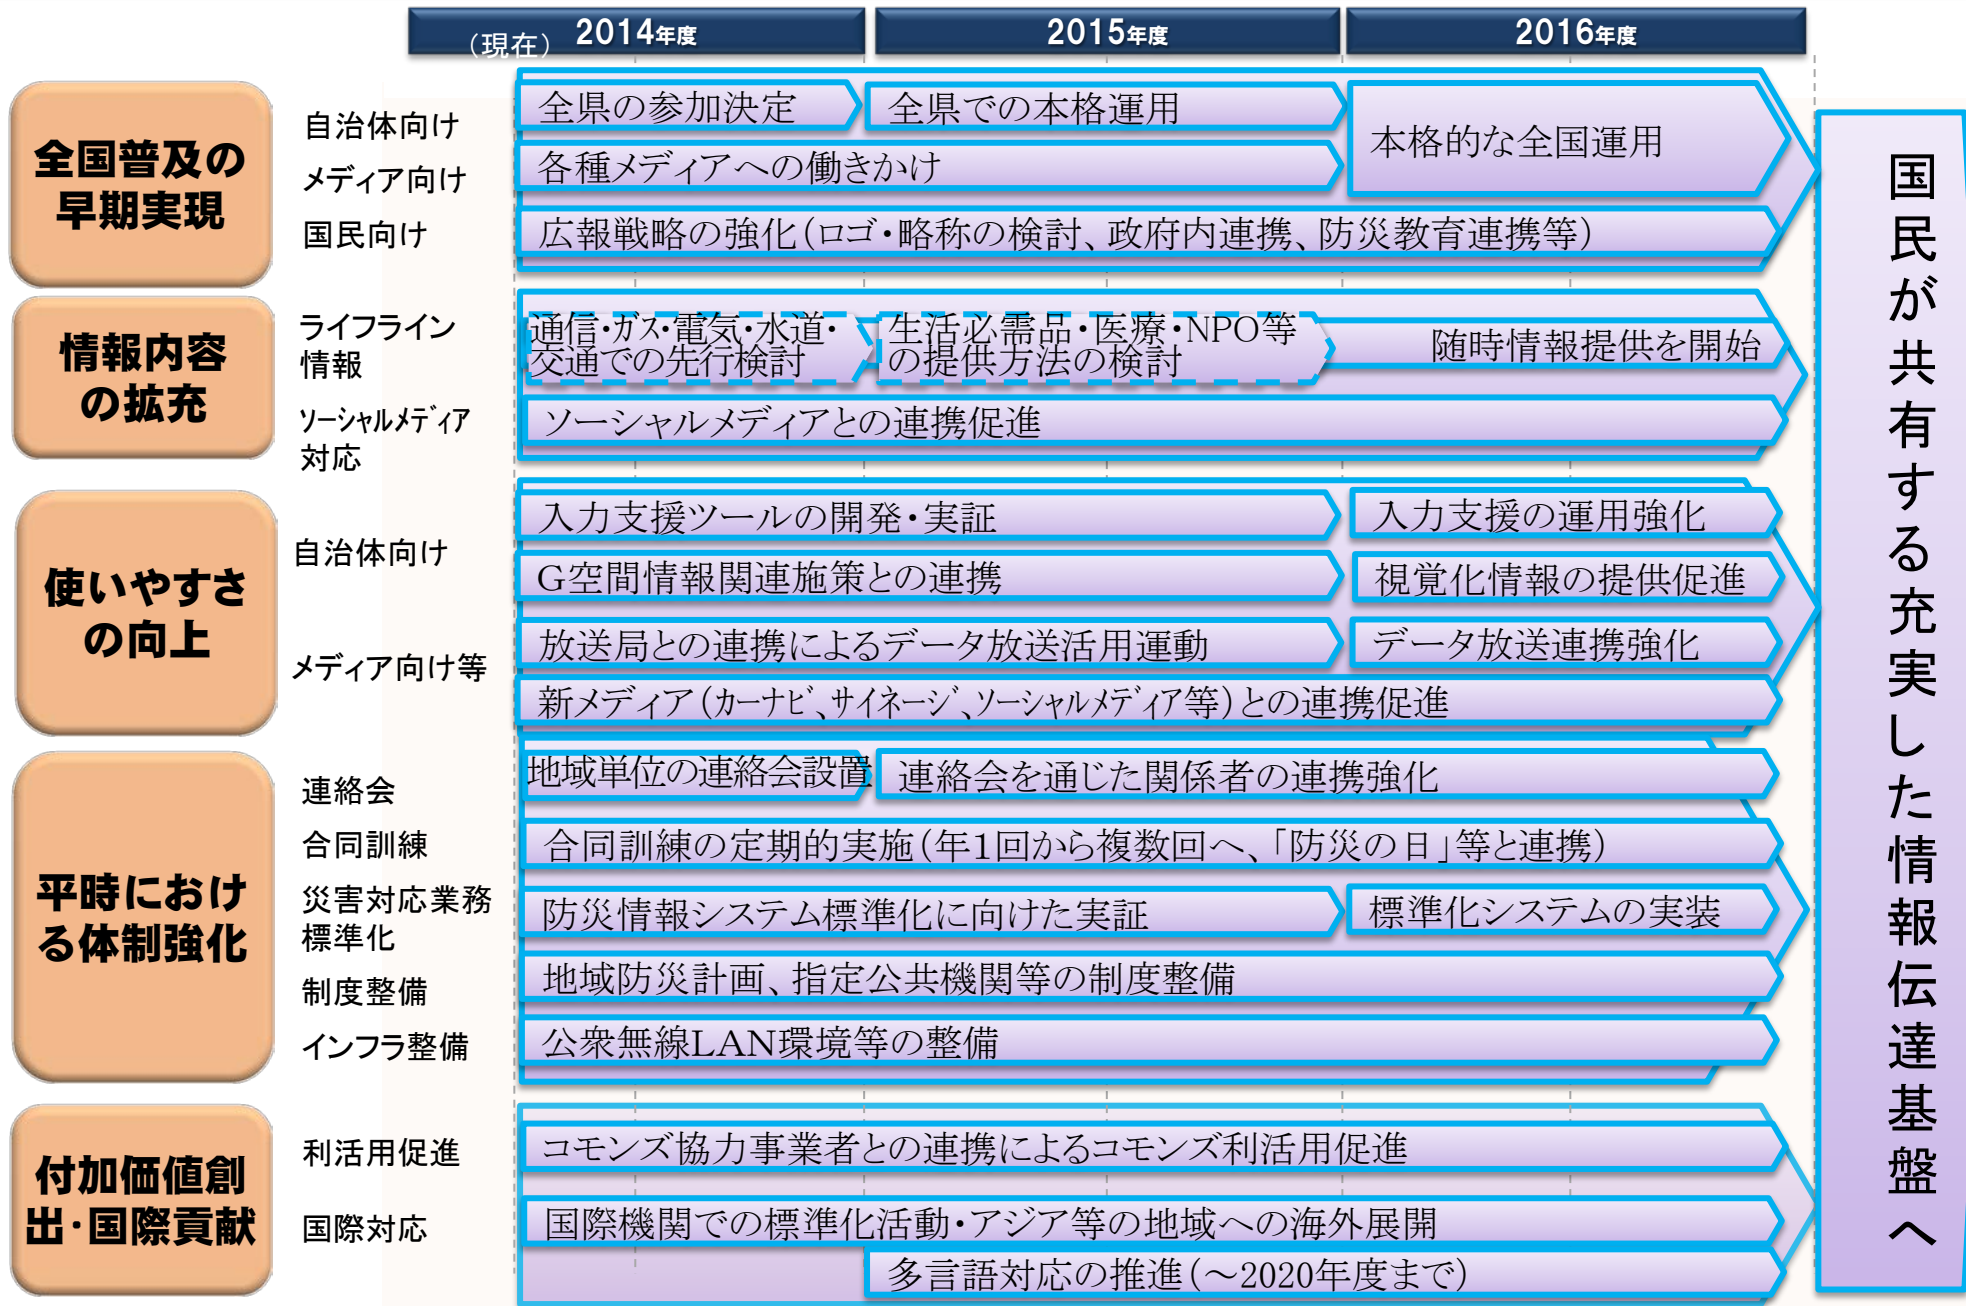 (現在) 2014年度
2015年度
2016年度
全国普及の
早期実現
自治体向け
全県の参加決定
全県での本格運用
本格的な全国運用
メディア向け
各種メディアへの働きかけ
国民向け
広報戦略の強化(ロゴ・略称の検討、政府内連携、防災教育連携等)
情報内容
の拡充
ライフライン
情報
通信・ガス・電気・水道・
交通での先行検討
生活必需品・医療・NPO等
の提供方法の検討
随時情報提供を開始
ソーシャルメディア
対応
ソーシャルメディアとの連携促進
使いやすさ
の向上
自治体向け
入力支援ツールの開発・実証
入力支援の運用強化
G空間情報関連施策との連携
視覚化情報の提供促進
メディア向け等
放送局との連携によるデータ放送活用運動
データ放送連携強化
新メディア(カーナビ、サイネージ、ソーシャルメディア等)との連携促進
平時におけ
る体制強化
連絡会
地域単位の連絡会設置
連絡会を通じた関係者の連携強化
合同訓練
合同訓練の定期的実施(年1回から複数回へ、「防災の日」等と連携)
災害対応業務
標準化
防災情報システム標準化に向けた実証
標準化システムの実装
制度整備
地域防災計画、指定公共機関等の制度整備
インフラ整備
公衆無線LAN環境等の整備
付加価値創
出・国際貢献
利活用促進
コモンズ協力事業者との連携によるコモンズ利活用促進
国際対応
国際機関での標準化活動・アジア等の地域への海外展開
多言語対応の推進(～2020年度まで)
国民が共有する充実した情報伝達基盤へ